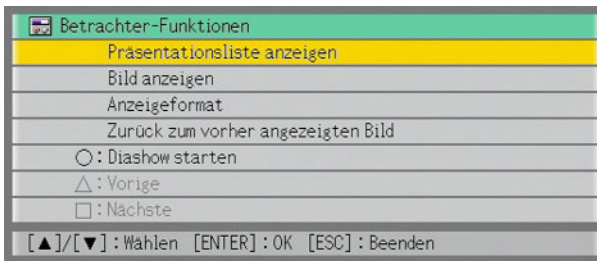 Betrachter-Funktionen
Präsentationsliste anzeigen
Bild anzeigen
Anzeigeformat
Zurück zum vorher angezeigten Bild
○: Diashow starten
△: Vorige
□: Nächste
[▲]/[▼]: Wählen [ENTER]: OK [ESC]: Beenden